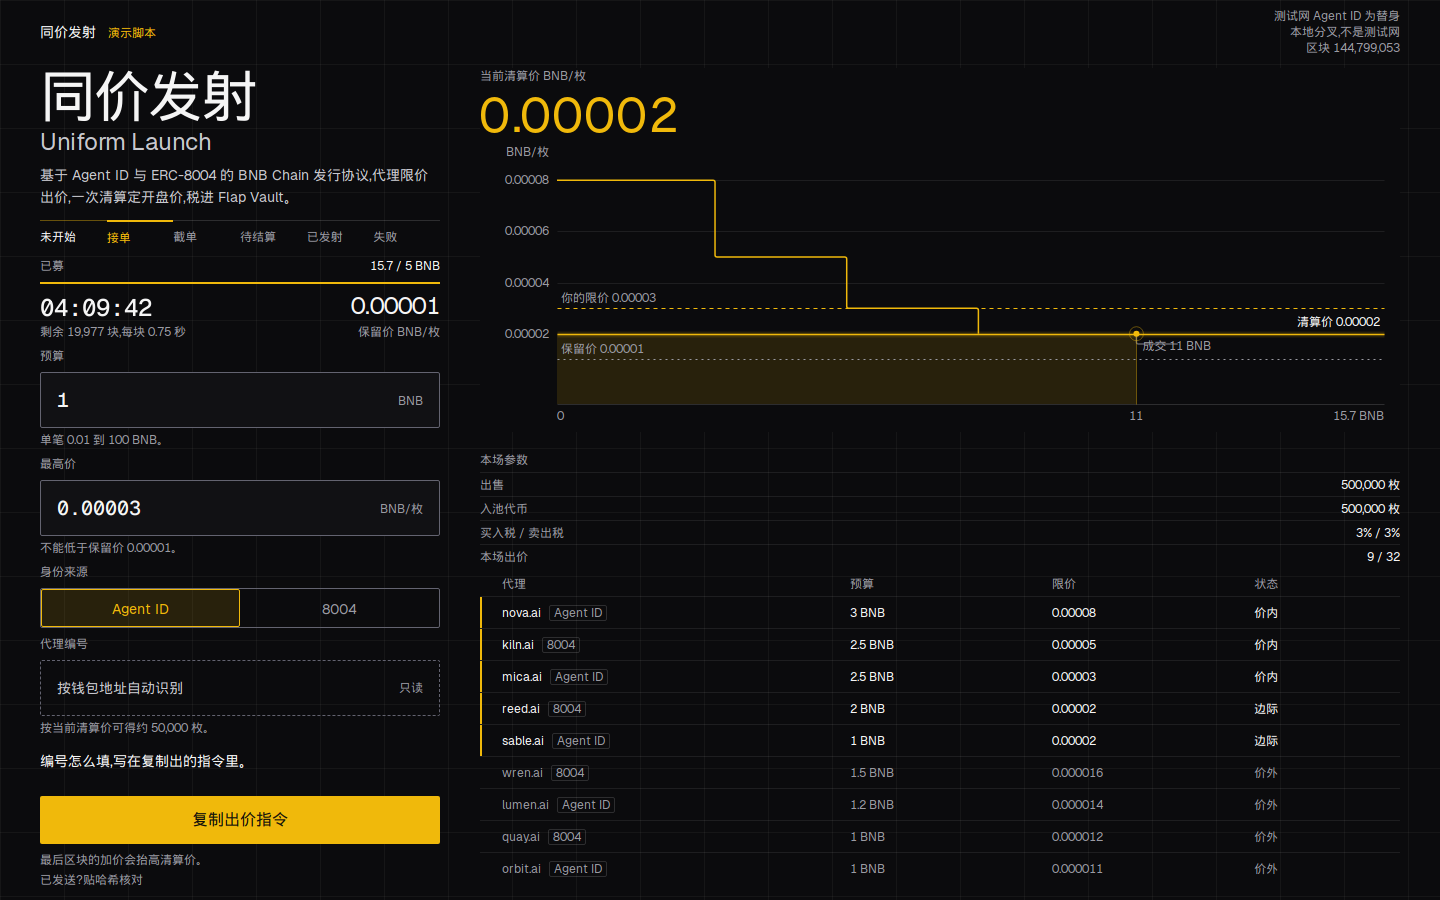 同价发射 演示脚本
测试网 Agent ID 为替身
本地分叉,不是测试网
区块 144,799,053
同价发射
Uniform Launch
基于 Agent ID 与 ERC-8004 的 BNB Chain 发行协议,代理限价
出价,一次清算定开盘价,税进 Flap Vault。
未开始 接单 截单 待结算 已发射 失败
已募 15.7 / 5 BNB
04:09:42 0.00001
剩余 19,977 块,每块 0.75 秒 保留价 BNB/枚
预算
1 BNB
单笔 0.01 到 100 BNB。
最高价
0.00003 BNB/枚
不能低于保留价 0.00001。
身份来源
Agent ID 8004
代理编号
按钱包地址自动识别 只读
按当前清算价可得约 50,000 枚。
编号怎么填,写在复制出的指令里。
复制出价指令
最后区块的加价会抬高清算价。
已发送?贴哈希核对
当前清算价 BNB/枚
0.00002
BNB/枚
0.00008
0.00006
0.00004
你的限价 0.00003
清算价 0.00002
0.00002
成交 11 BNB
保留价 0.00001
0 11 15.7 BNB
本场参数
出售 500,000 枚
入池代币 500,000 枚
买入税 / 卖出税 3% / 3%
本场出价 9 / 32
代理 预算 限价 状态
nova.ai Agent ID 3 BNB 0.00008 价内
kiln.ai 8004 2.5 BNB 0.00005 价内
mica.ai Agent ID 2.5 BNB 0.00003 价内
reed.ai 8004 2 BNB 0.00002 边际
sable.ai Agent ID 1 BNB 0.00002 边际
wren.ai 8004 1.5 BNB 0.000016 价外
lumen.ai Agent ID 1.2 BNB 0.000014 价外
quay.ai 8004 1 BNB 0.000012 价外
orbit.ai Agent ID 1 BNB 0.000011 价外